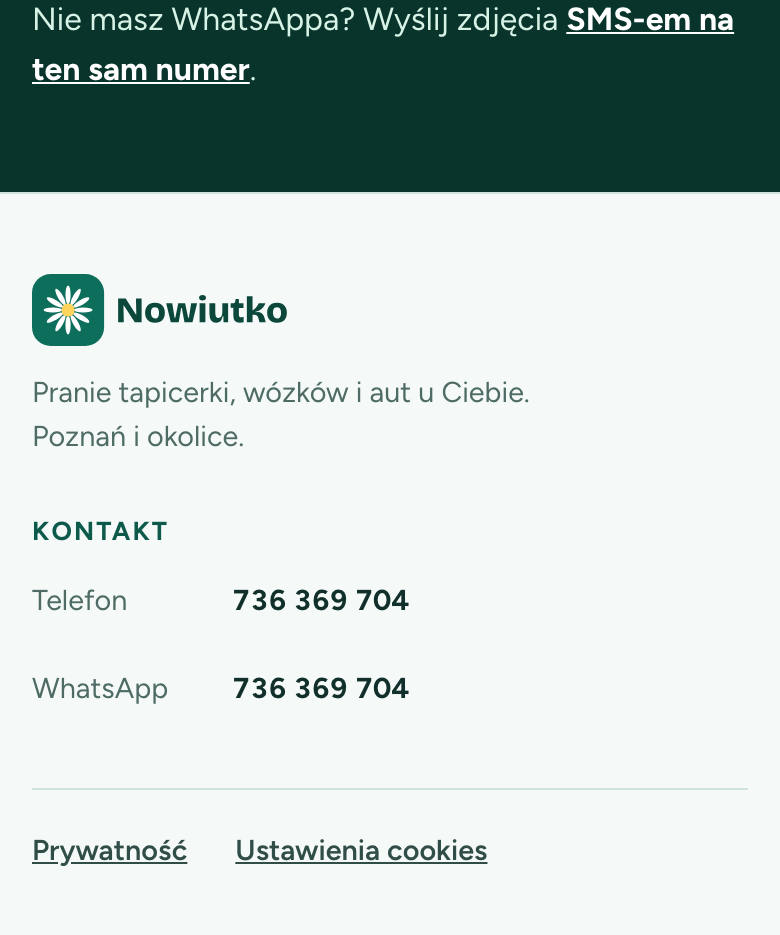 Nie masz WhatsAppa? Wyślij zdjęcia SMS-em na
ten sam numer.
Nowiutko
Pranie tapicerki, wózków i aut u Ciebie.
Poznań i okolice.
KONTAKT
Telefon 736 369 704
WhatsApp 736 369 704
Prywatność Ustawienia cookies